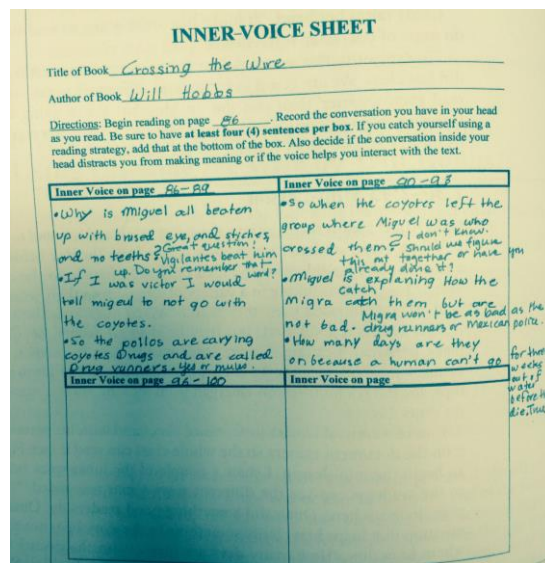 INNER-VOICE SHEET
Title of Book Crossing the Wire
Author of Book Will Hobbs
Directions: Begin reading on page 86. Record the conversation you have in your head
as you read. Be sure to have at least four (4) sentences per box. If you catch yourself using a
reading strategy, add that at the bottom of the box. Also decide if the conversation inside your
head distracts you from making meaning or if the voice helps you interact with the text.
Inner Voice on page 86-89
•Why is miguel all beaten
up with brused eye, and stiches,
and no teeths?
Great question!
Vigilantes beat him
up. Do you remember that word?
•If I was victor I would
tell migeul to not go with
the coyotes.
•So the pollos are carying
coyotes Drugs and are called
Drug runners. Yes or mules.
Inner Voice on page 90-93
•So when the coyotes left the
group where Miguel was who
crossed them?
I don't know.
Should we figure
this out together or have you
already done it?
•Miguel is explaning How the
catch
Migra catch them but are
not bad.
Migra won't be as bad as the
drug runners or Mexican police.
•How many days are they
on because a human can't go
for three
weeks
out of
water
before th
die, True
Inner Voice on page 96-100
Inner Voice on page